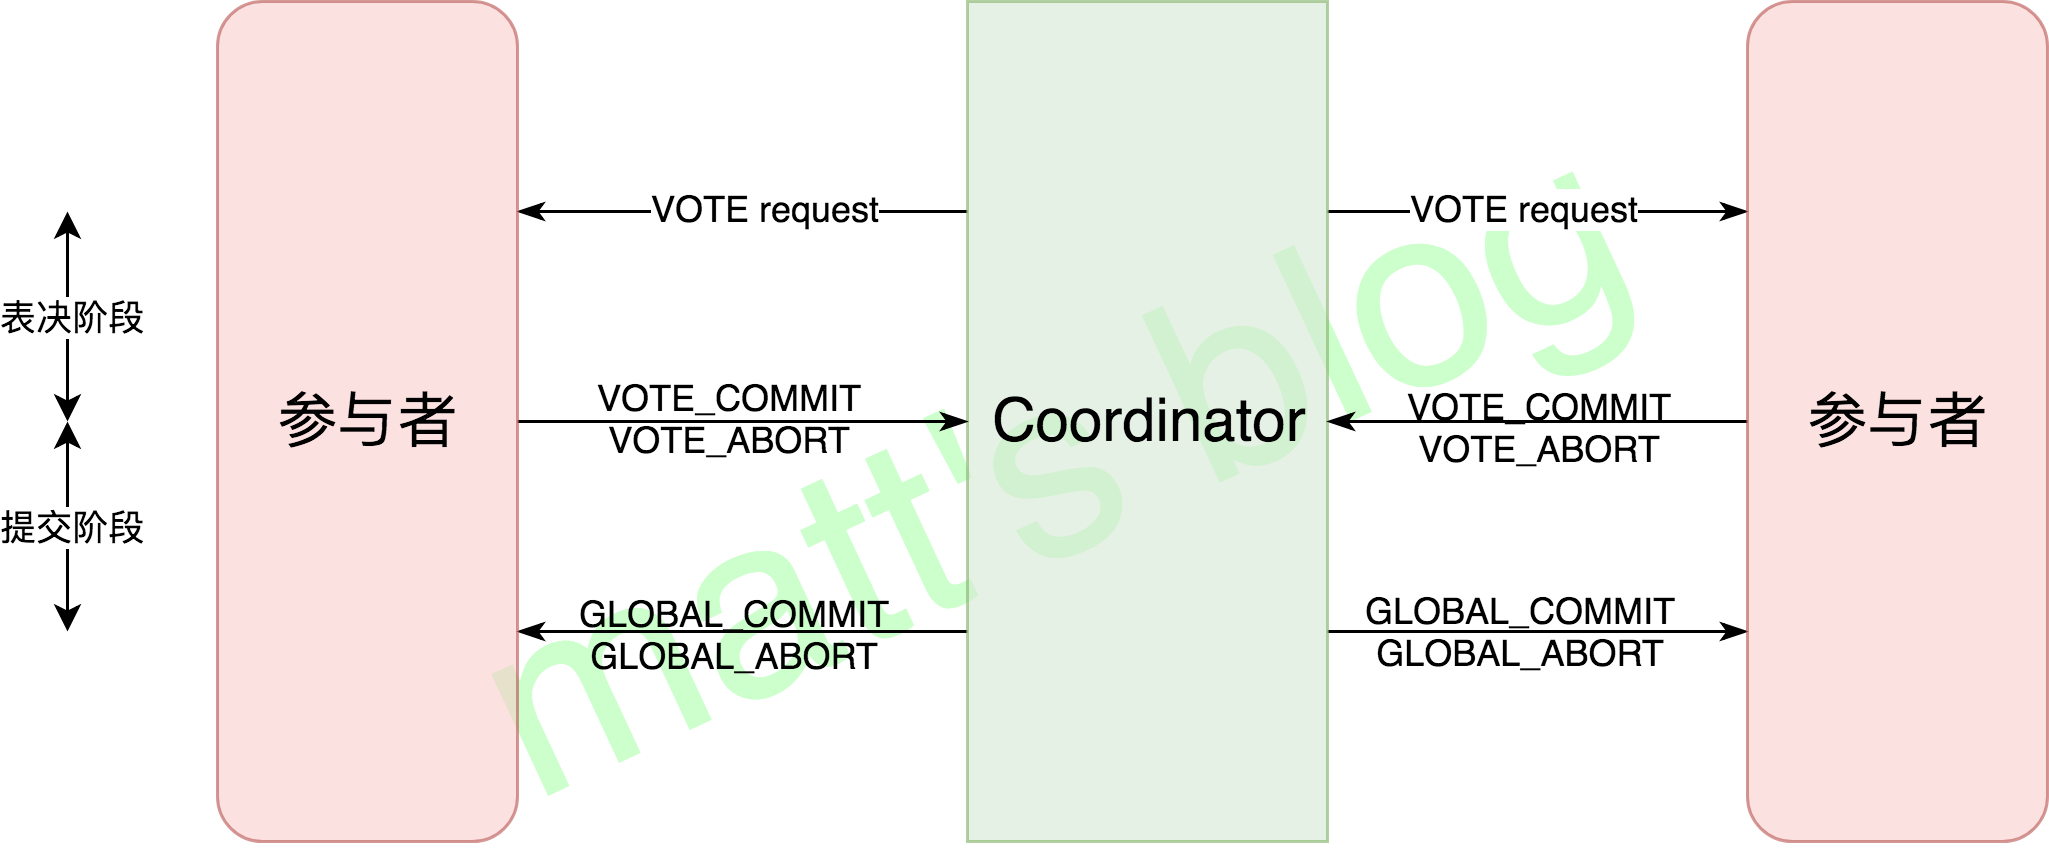 VOTE request
VOTE request
表决阶段
参与者
VOTE_COMMIT
VOTE_ABORT
Coordinator
VOTE_COMMIT
VOTE_ABORT
参与者
提交阶段
GLOBAL_COMMIT
GLOBAL_ABORT
GLOBAL_COMMIT
GLOBAL_ABORT
matt's blog